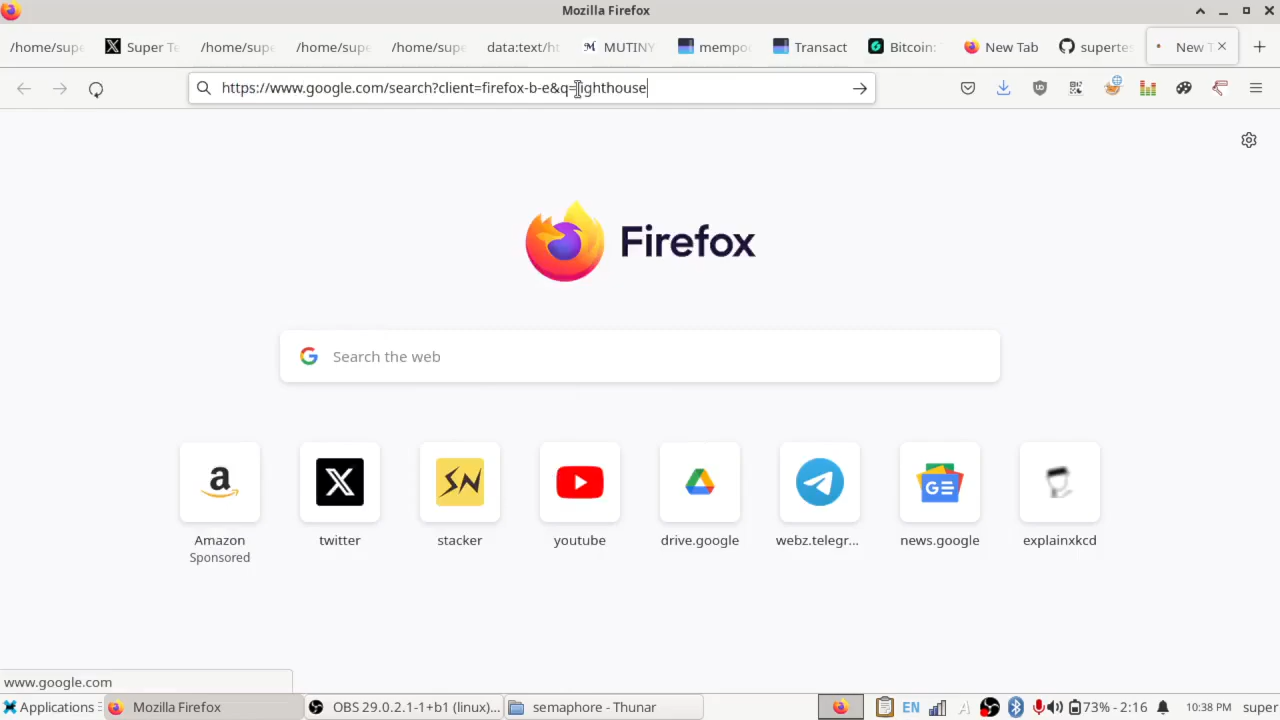 Mozilla Firefox
/home/supe
Super Te
/home/supe
/home/supe
/home/supe
data:text/ht
MUTINY
mempoo
Transact
Bitcoin:
New Tab
supertes
New T
https://www.google.com/search?client=firefox-b-e&q=lighthouse
Firefox
Search the web
Amazon
Sponsored
twitter
stacker
youtube
drive.google
webz.telegr...
news.google
explainxkcd
www.google.com
Applications
Mozilla Firefox
OBS 29.0.2.1-1+b1 (linux)...
semaphore - Thunar
EN
73% - 2:16
10:38 PM
super